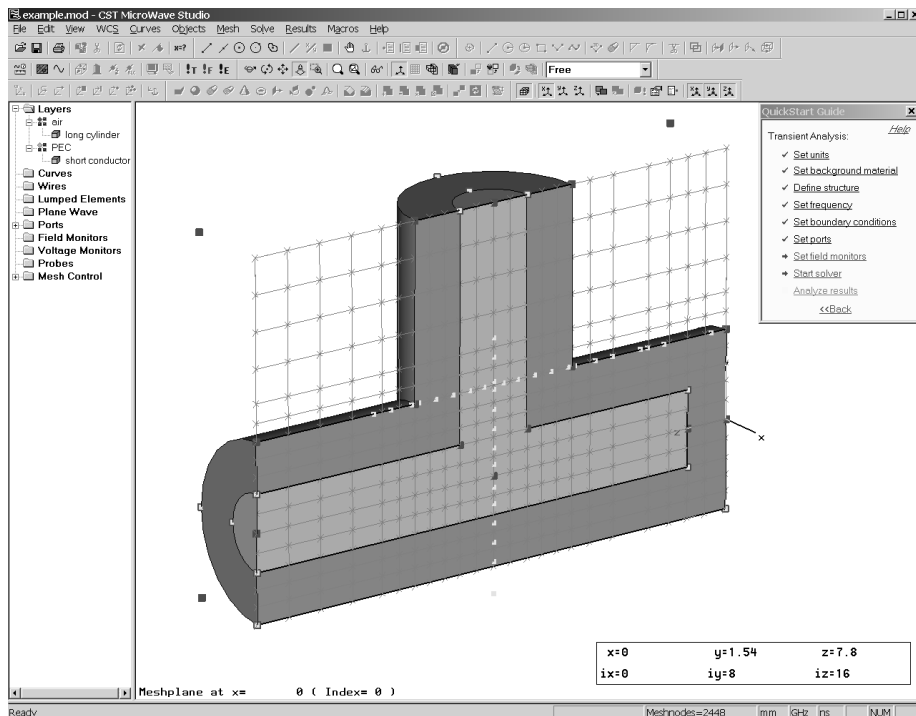 example.mod - CST MicroWave Studio
File Edit View WCS Curves Objects Mesh Solve Results Macros Help
x=?
!T !F !E
Free
Layers
air
long cylinder
PEC
short conductor
Curves
Wires
Lumped Elements
Plane Wave
Ports
Field Monitors
Voltage Monitors
Probes
Mesh Control
QuickStart Guide
Help
Transient Analysis:
Set units
Set background material
Define structure
Set frequency
Set boundary conditions
Set ports
Set field monitors
Start solver
Analyze results
<<Back
z
x
x=0 y=1.54 z=7.8
ix=0 iy=8 iz=16
Meshplane at x= 0 ( Index= 0 )
Ready Meshnodes=2448 mm GHz ns NUM